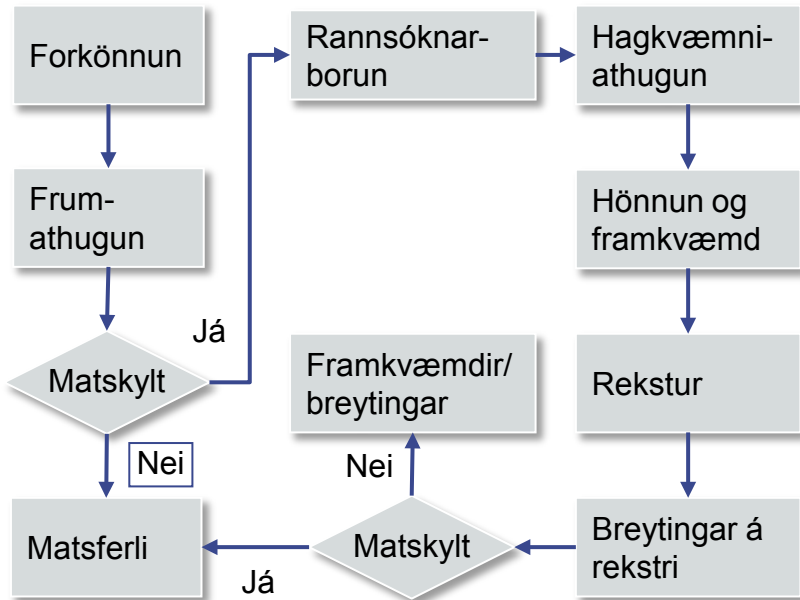 Forkönnun
Frum-
athugun
Matskylt
Já
Nei
Matsferli
Rannsóknar-
borun
Hagkvæmni-
athugun
Hönnun og
framkvæmd
Rekstur
Breytingar á
rekstri
Matskylt
Nei
Framkvæmdir/
breytingar
Já